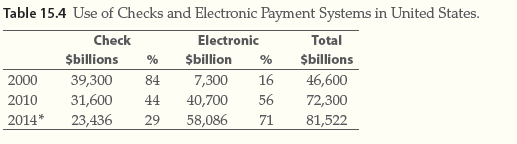 Table 15.4 Use of Checks and Electronic Payment Systems in United States.
Check Electronic Total
$billions % $billion % $billions
2000 39,300 84 7,300 16 46,600
2010 31,600 44 40,700 56 72,300
2014* 23,436 29 58,086 71 81,522